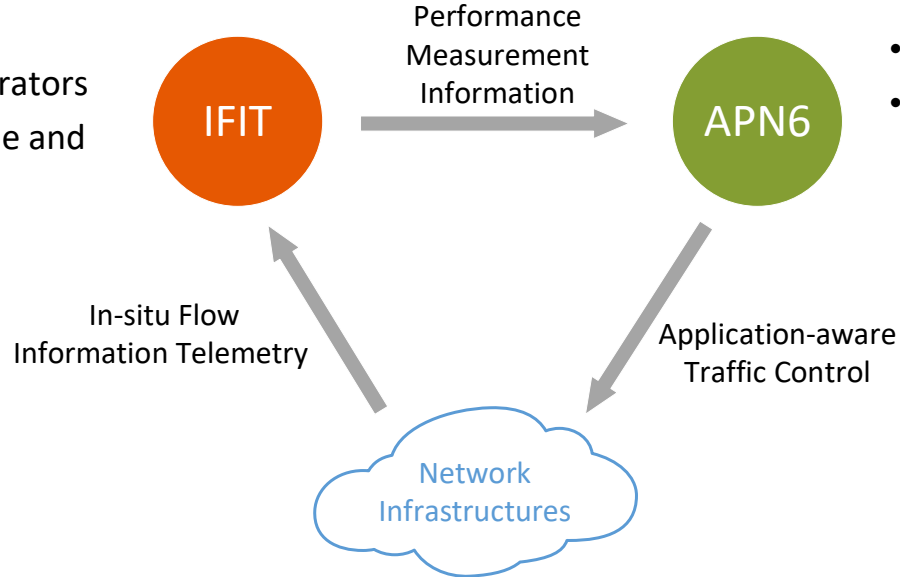 Performance
Measurement
Information
rators
e and
IFIT
APN6
•
•
In-situ Flow
Information Telemetry
Application-aware
Traffic Control
Network
Infrastructures